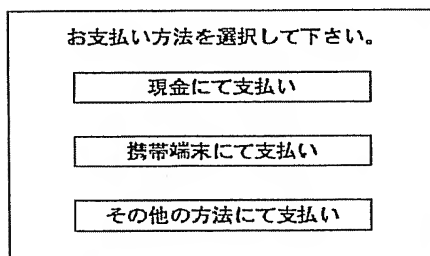 お支払い方法を選択して下さい。
現金にて支払い
携帯端末にて支払い
その他の方法にて支払い